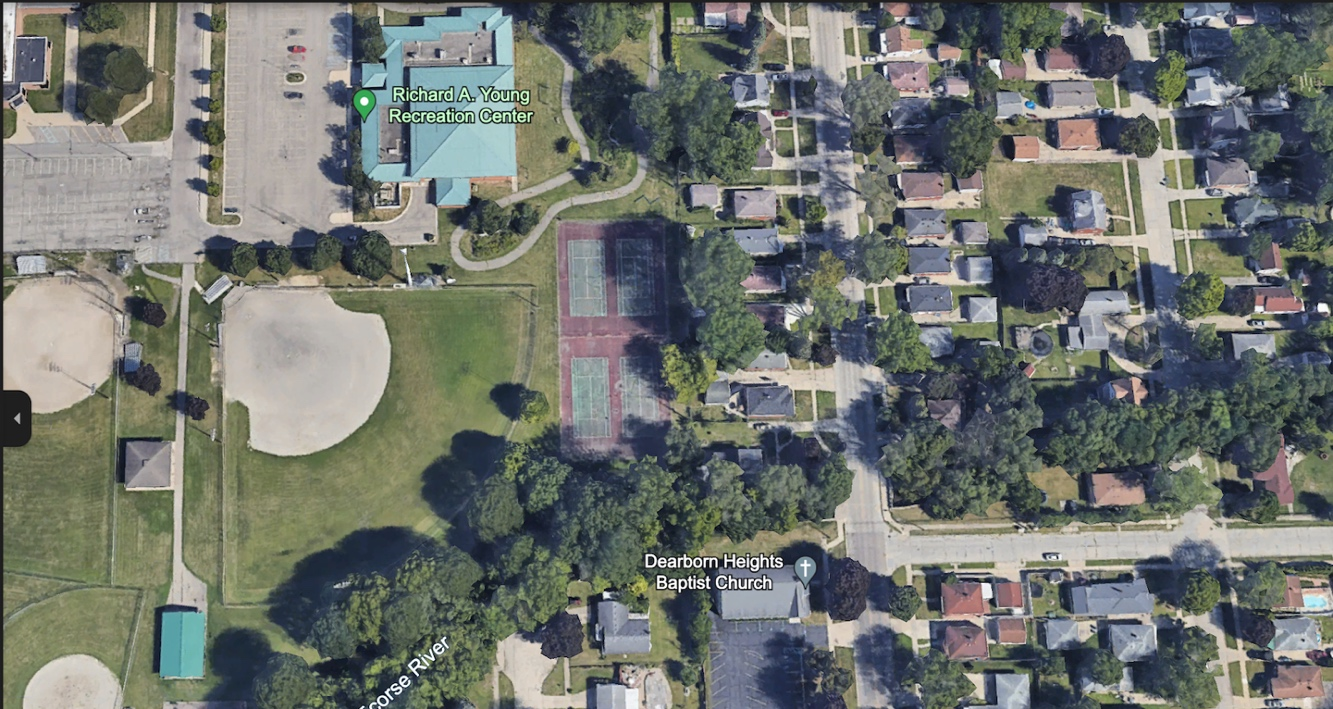 Richard A. Young
Recreation Center
Dearborn Heights
Baptist Church
corse River